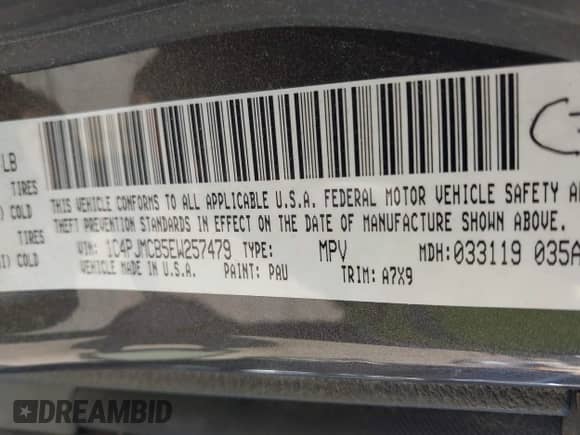 LB
TIRES
) COLD
TIRES
I) COLD
THIS VEHICLE CONFORMS TO ALL APPLICABLE U.S.A. FEDERAL MOTOR VEHICLE SAFETY A
THEFT PREVENTION STANDARDS IN EFFECT ON THE DATE OF MANUFACTURE SHOWN ABOVE.
VIN: 1C4PJMCB5EW257479 TYPE: MPV MDH:033119 035A
VEHICLE MADE IN U.S.A. PAINT: PAU TRIM: A7X9
DREAMBID